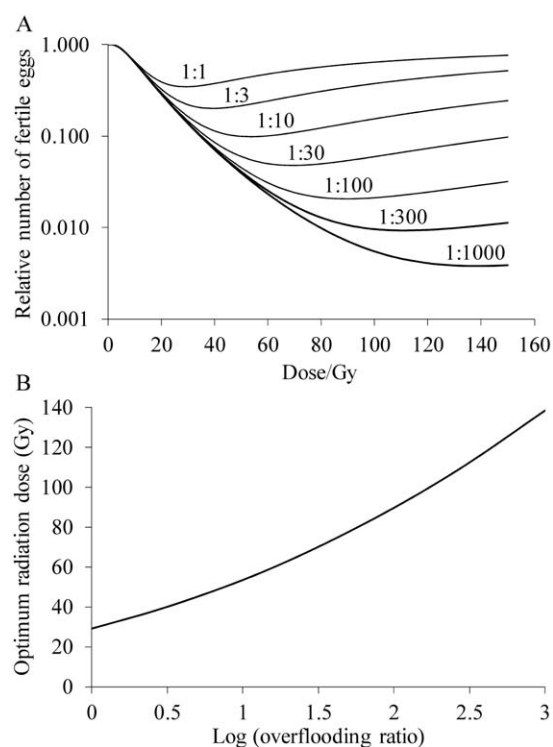 A
1.000
0.100
0.010
0.001
Relative number of fertile eggs
1:1
1:3
1:10
1:30
1:100
1:300
1:1000
0 20 40 60 80 100 120 140 160
Dose/Gy
B
140
120
100
80
60
40
20
0
Optimum radiation dose (Gy)
0 0.5 1 1.5 2 2.5 3
Log (overflooding ratio)